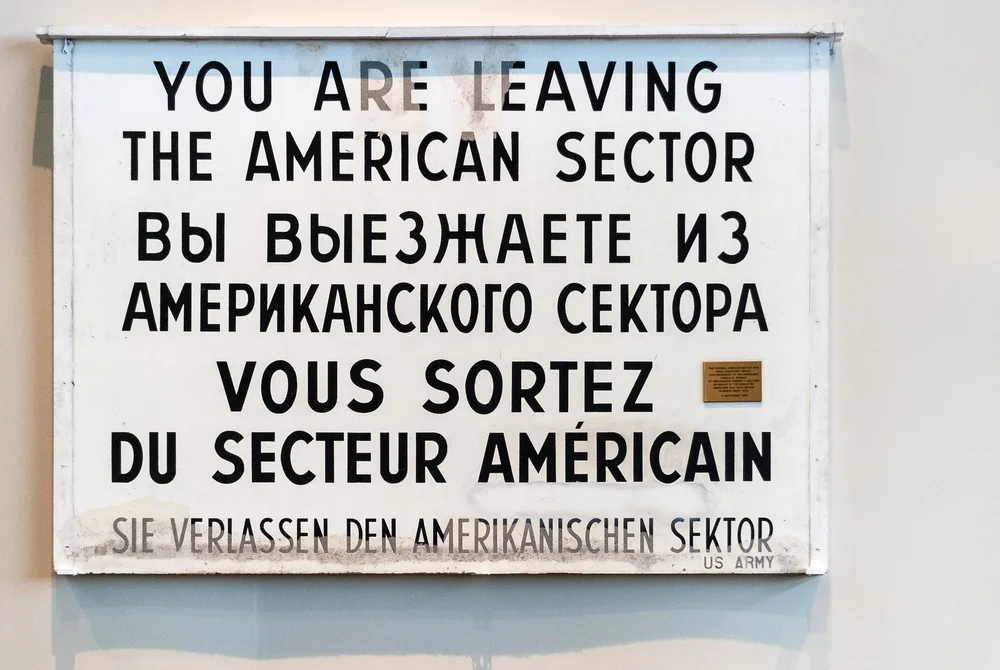 YOU ARE LEAVING
THE AMERICAN SECTOR
ВЫ ВЫЕЗЖАЕТЕ ИЗ
АМЕРИКАНСКОГО СЕКТОРА
VOUS SORTEZ
DU SECTEUR AMÉRICAIN
SIE VERLASSEN DEN AMERIKANISCHEN SEKTOR
US ARMY